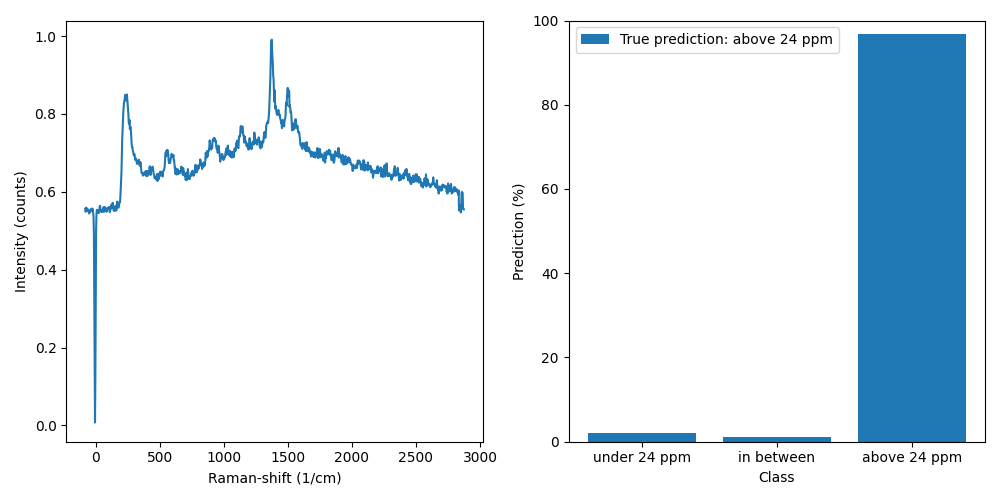 1.0
0.8
0.6
0.4
0.2
0.0
Intensity (counts)
0 500 1000 1500 2000 2500 3000
Raman-shift (1/cm)
100
80
60
40
20
0
Prediction (%)
True prediction: above 24 ppm
under 24 ppm in between above 24 ppm
Class